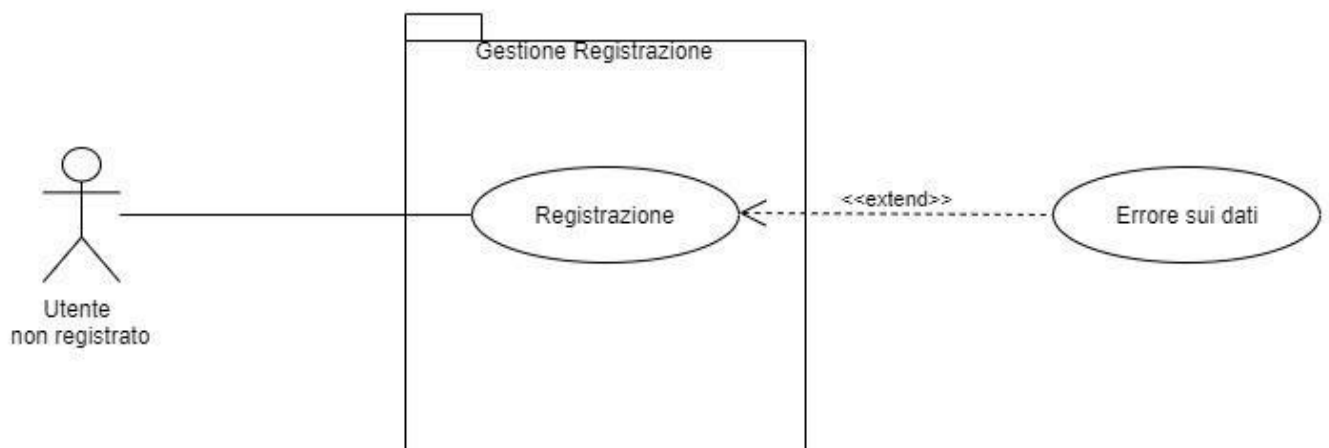 Gestione Registrazione
Registrazione
<<extend>>
Errore sui dati
Utente
non registrato